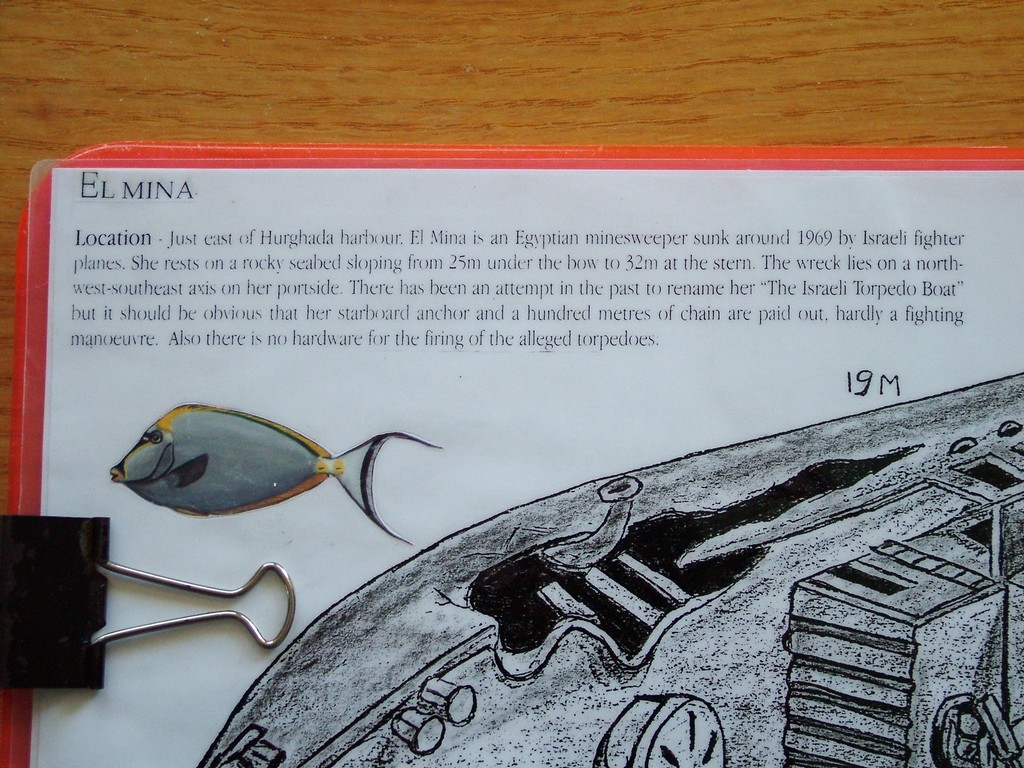 EL MINA
Location - Just east of Hurghada harbour. El Mina is an Egyptian minesweeper sunk around 1969 by Israeli fighter
planes. She rests on a rocky seabed sloping from 25m under the bow to 32m at the stern. The wreck lies on a north-
west-southeast axis on her portside. There has been an attempt in the past to rename her "The Israeli Torpedo Boat"
but it should be obvious that her starboard anchor and a hundred metres of chain are paid out, hardly a fighting
manoeuvre. Also there is no hardware for the firing of the alleged torpedoes.
19M